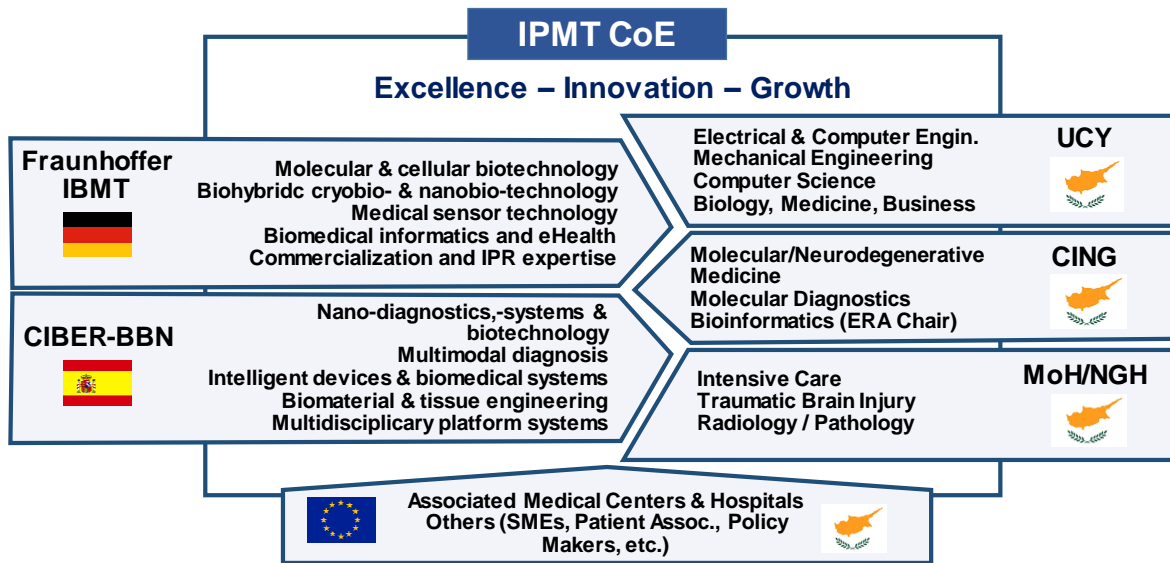 IPMT CoE
Excellence – Innovation – Growth
Fraunhoffer
IBMT
Molecular & cellular biotechnology
Biohybridc cryobio- & nanobio-technology
Medical sensor technology
Biomedical informatics and eHealth
Commercialization and IPR expertise
CIBER-BBN
Nano-diagnostics,-systems &
biotechnology
Multimodal diagnosis
Intelligent devices & biomedical systems
Biomaterial & tissue engineering
Multidisciplicary platform systems
Electrical & Computer Engin.
Mechanical Engineering
Computer Science
Biology, Medicine, Business
UCY
Molecular/Neurodegenerative
Medicine
Molecular Diagnostics
Bioinformatics (ERA Chair)
CING
Intensive Care
Traumatic Brain Injury
Radiology / Pathology
MoH/NGH
Associated Medical Centers & Hospitals
Others (SMEs, Patient Assoc., Policy
Makers, etc.)